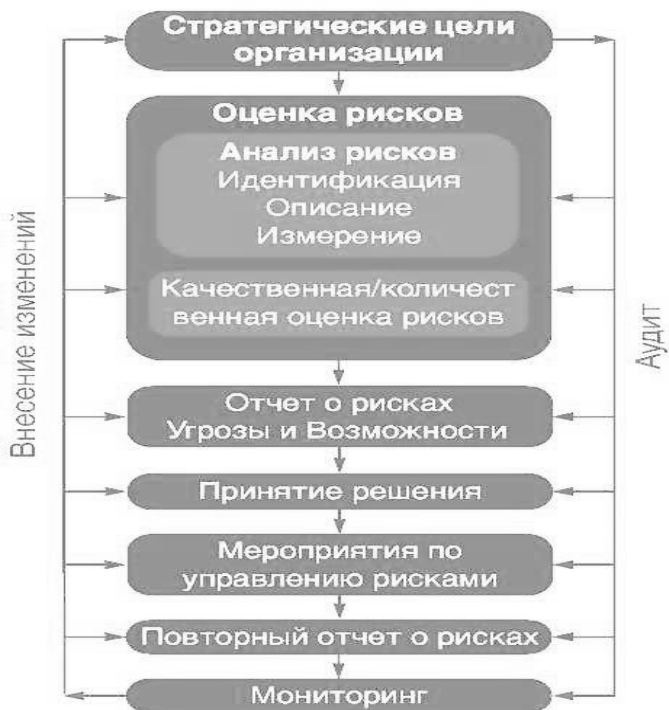 Стратегические цели
организации
Оценка рисков
Анализ рисков
Идентификация
Описание
Измерение
Качественная/количест
венная оценка рисков
Отчет о рисках
Угрозы и Возможности
Принятие решения
Мероприятия по
управлению рисками
Повторный отчет о рисках
Мониторинг
Внесение изменений
Аудит